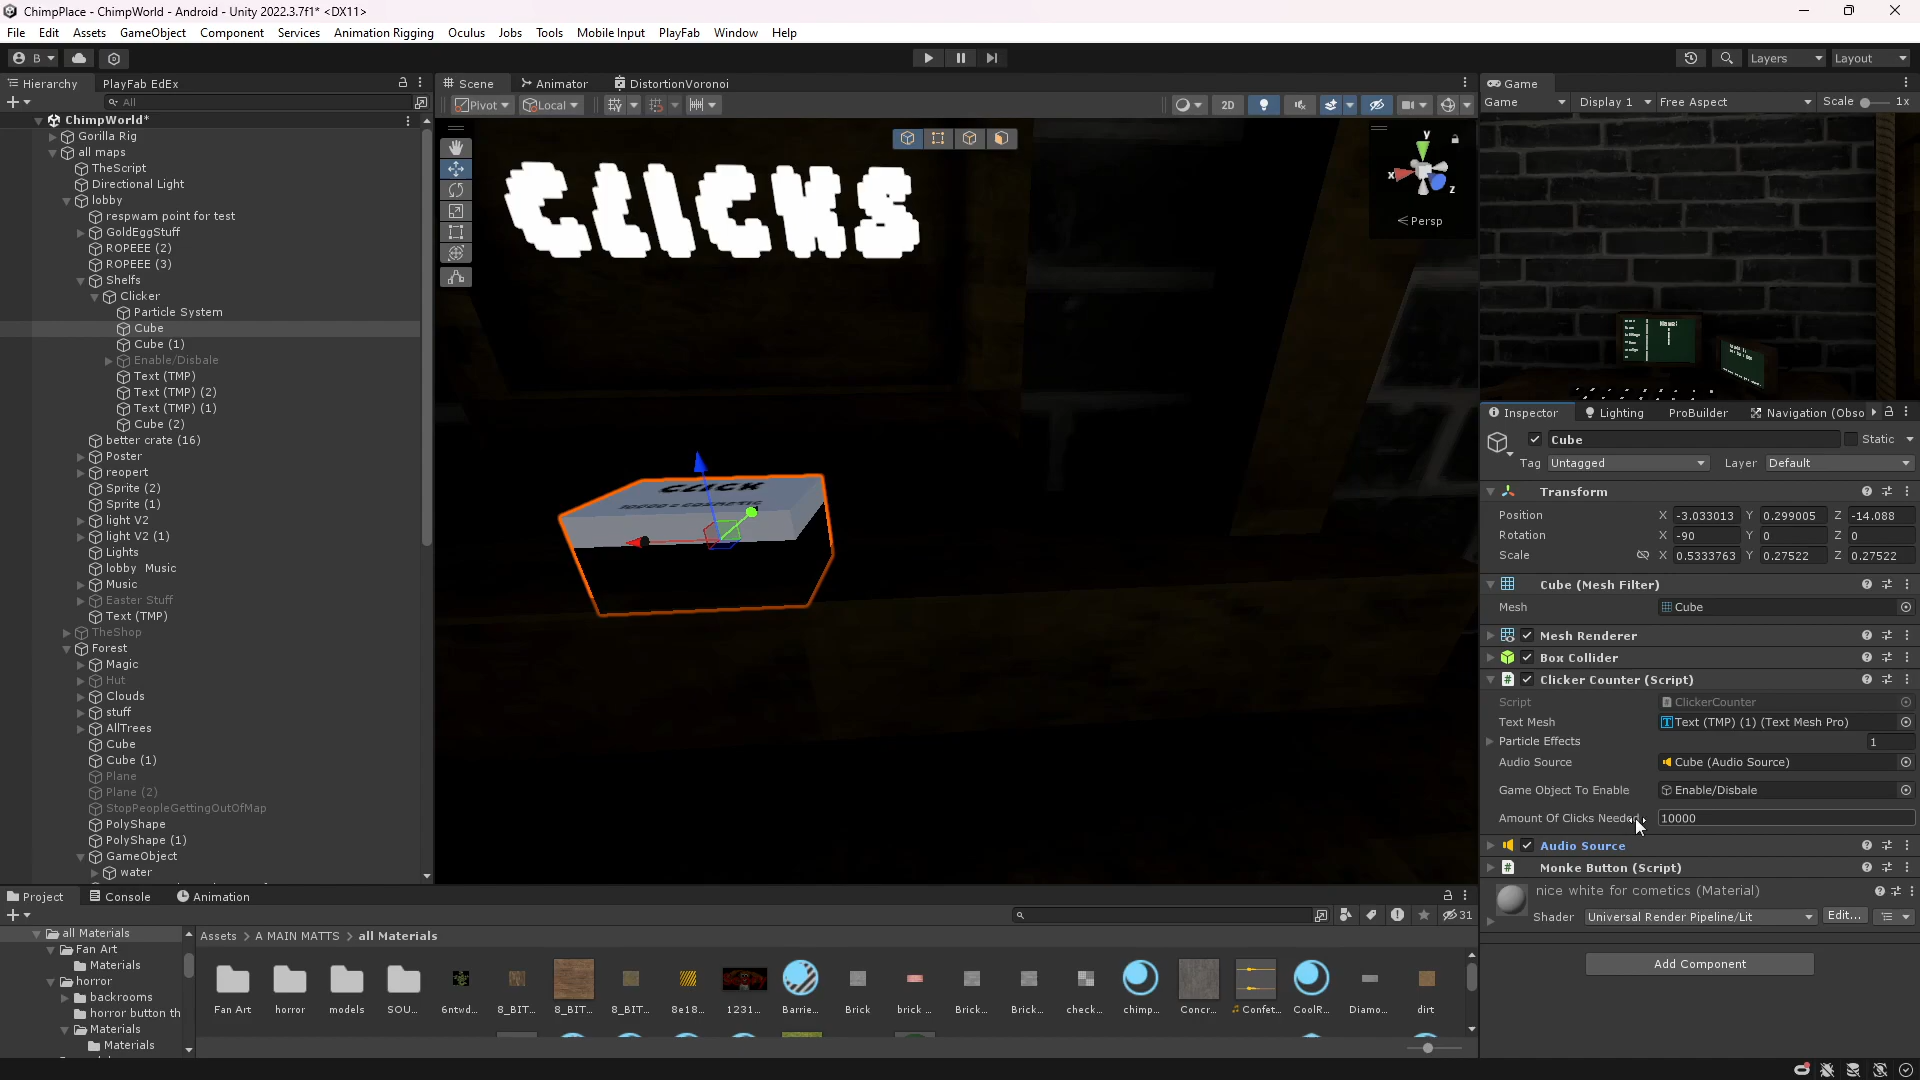 ChimpPlace - ChimpWorld - Android - Unity 2022.3.7f1* <DX11>
File Edit Assets GameObject Component Services Animation Rigging Oculus Jobs Tools Mobile Input PlayFab Window Help
B Layers Layout
Hierarchy PlayFab EdEx
All
ChimpWorld*
Gorilla Rig
all maps
TheScript
Directional Light
lobby
respwam point for test
GoldEggStuff
ROPEEE (2)
ROPEEE (3)
Shelfs
Clicker
Particle System
Cube
Cube (1)
Enable/Disbale
Text (TMP)
Text (TMP) (2)
Text (TMP) (1)
Cube (2)
better crate (16)
Poster
reopert
Sprite (2)
Sprite (1)
light V2
light V2 (1)
Lights
lobby Music
Music
Easter Stuff
Text (TMP)
TheShop
Forest
Magic
Hut
Clouds
stuff
AllTrees
Cube
Cube (1)
Plane
Plane (2)
StopPeopleGettingOutOfMap
PolyShape
PolyShape (1)
GameObject
water
Scene Animator DistortionVoronoi
Pivot Local 2D
CLICKS
y
x
z
Persp
CLICK
Game
Game Display 1 Free Aspect Scale 1x
Inspector Lighting ProBuilder Navigation (Obso
Cube Static
Tag Untagged Layer Default
Transform
Position X -3.033013 Y 0.299005 Z -14.088
Rotation X -90 Y 0 Z 0
Scale X 0.5333763 Y 0.27522 Z 0.27522
Cube (Mesh Filter)
Mesh Cube
Mesh Renderer
Box Collider
Clicker Counter (Script)
Script ClickerCounter
Text Mesh Text (TMP) (1) (Text Mesh Pro)
Particle Effects 1
Audio Source Cube (Audio Source)
Game Object To Enable Enable/Disbale
Amount Of Clicks Needed 10000
Audio Source
Monke Button (Script)
nice white for cometics (Material)
Shader Universal Render Pipeline/Lit Edit...
Add Component
Project Console Animation
31
all Materials
Fan Art
Materials
horror
backrooms
horror button th
Materials
Materials
Assets > A MAIN MATTS > all Materials
Fan Art horror models SOU... 6ntwd... 8_BIT... 8_BIT... 8_BIT... 8e18... 1231... Barrie... Brick brick ... Brick... Brick... check... chimp... Concr... Confet... CoolR... Diamo... dirt